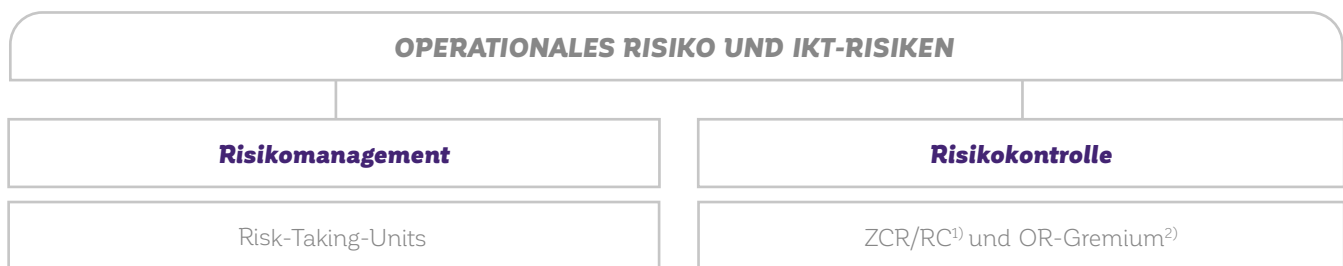 OPERATIONALES RISIKO UND IKT-RISIKEN
Risikomanagement
Risikokontrolle
Risk-Taking-Units
ZCR/RC1) und OR-Gremium2)